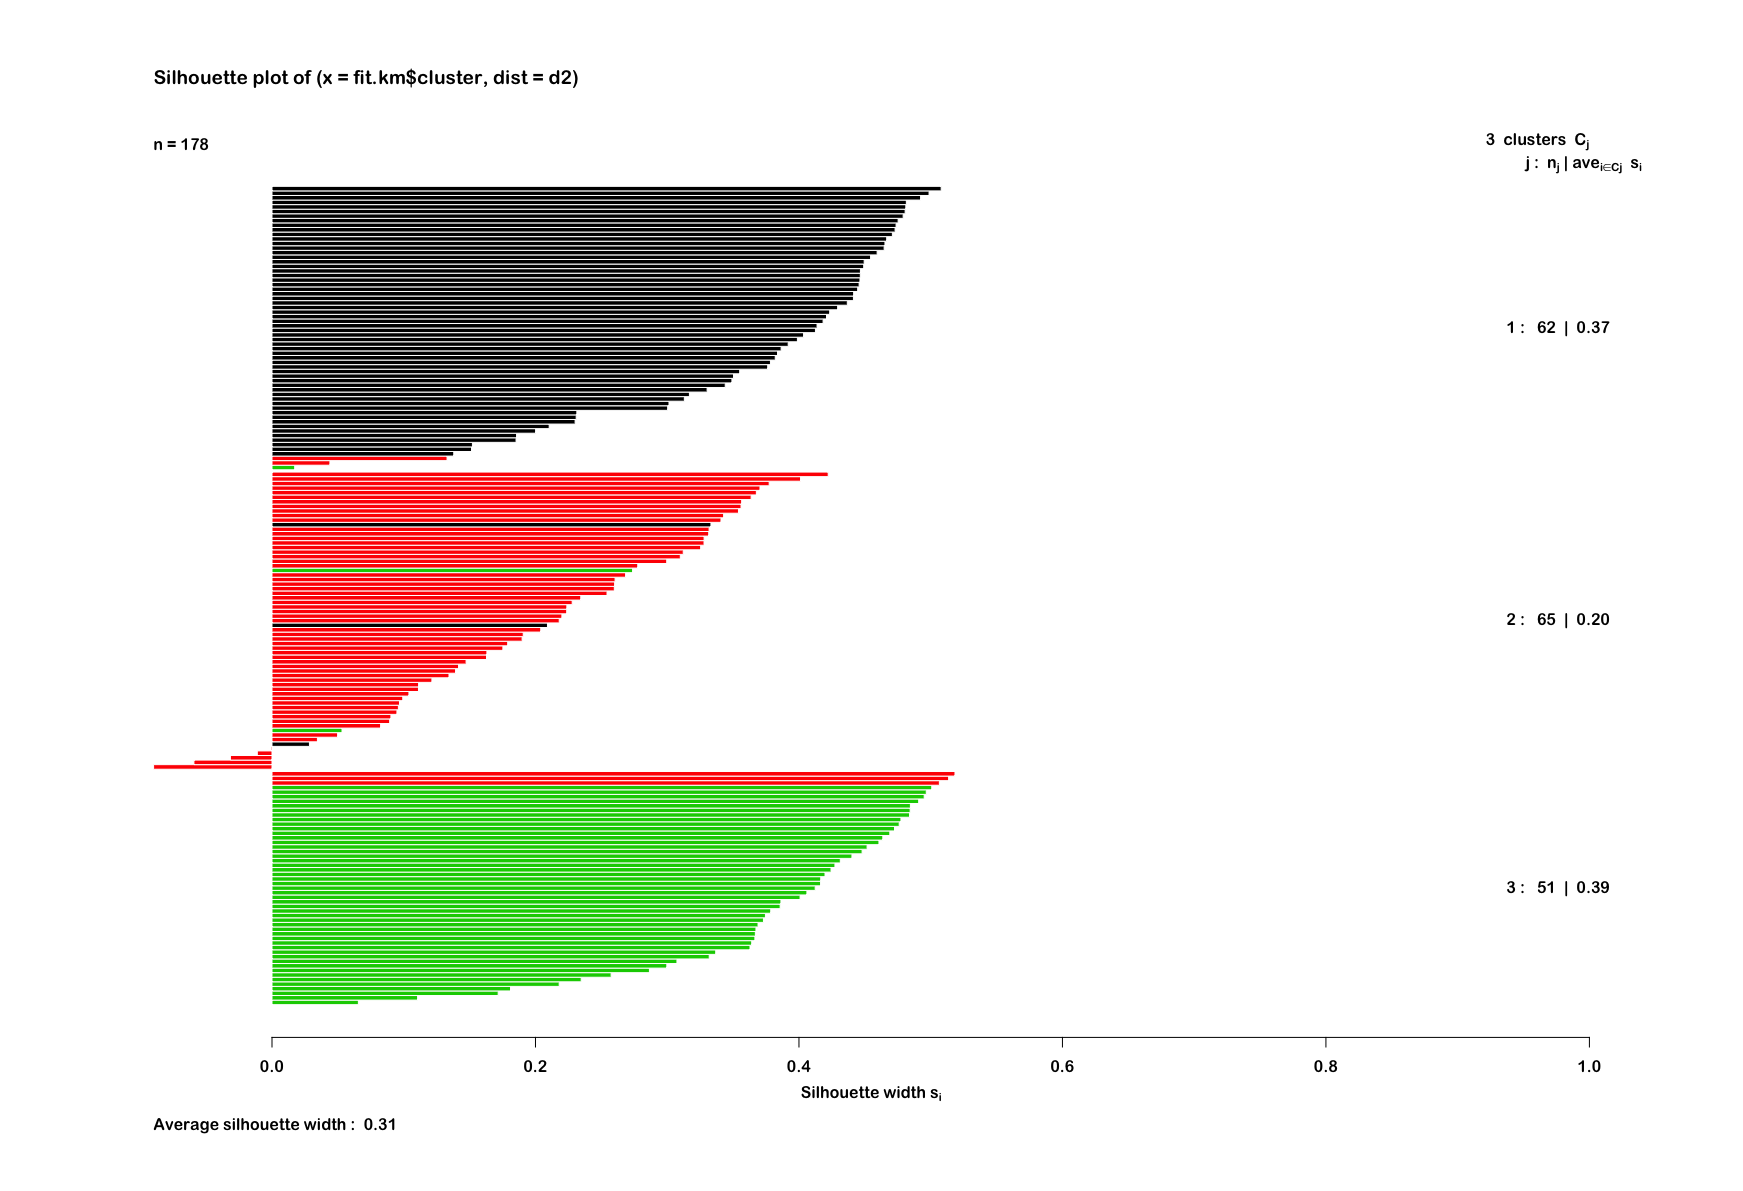 Silhouette plot of (x = fit.km$cluster, dist = d2)
n = 178
3 clusters Cj
j : nj | avei∈Cj si
1 : 62 | 0.37
2 : 65 | 0.20
3 : 51 | 0.39
0.0 0.2 0.4 0.6 0.8 1.0
Silhouette width si
Average silhouette width : 0.31